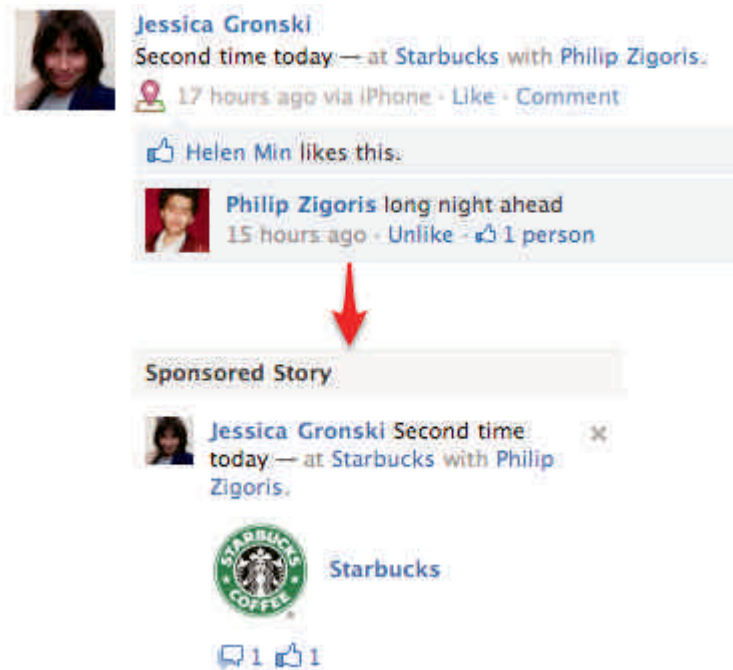 Jessica Gronski
Second time today — at Starbucks with Philip Zigoris.
17 hours ago via iPhone · Like · Comment
Helen Min likes this.
Philip Zigoris long night ahead
15 hours ago · Unlike · 1 person
Sponsored Story
Jessica Gronski Second time
today — at Starbucks with Philip
Zigoris.
STARBUCKS
COFFEE
Starbucks
1 1